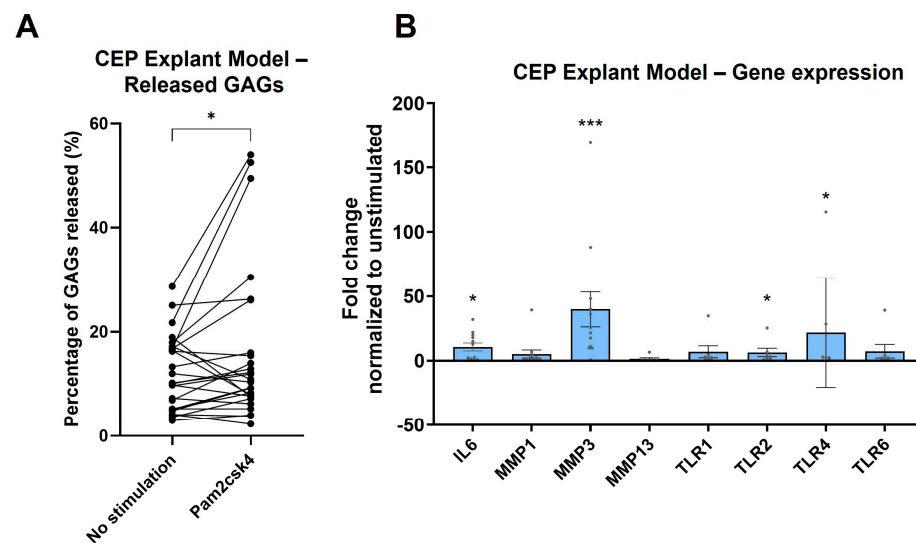 A
CEP Explant Model –
Released GAGs
Percentage of GAGs released (%)
60
40
20
0
*
No stimulation
Pam2csk4
B
CEP Explant Model – Gene expression
Fold change
normalized to unstimulated
200
150
100
50
0
-50
*
***
*
*
IL6
MMP1
MMP3
MMP13
TLR1
TLR2
TLR4
TLR6